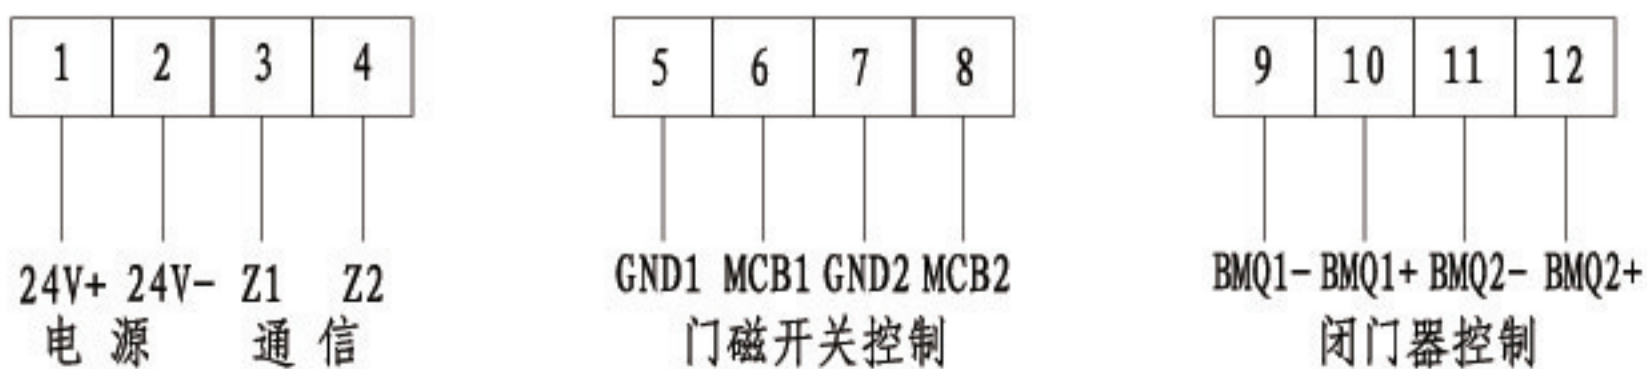 1 2 3 4 5 6 7 8 9 10 11 12
24V+ 24V- Z1 Z2 GND1 MCB1 GND2 MCB2 BMQ1- BMQ1+ BMQ2- BMQ2+
电源 通信 门磁开关控制 闭门器控制